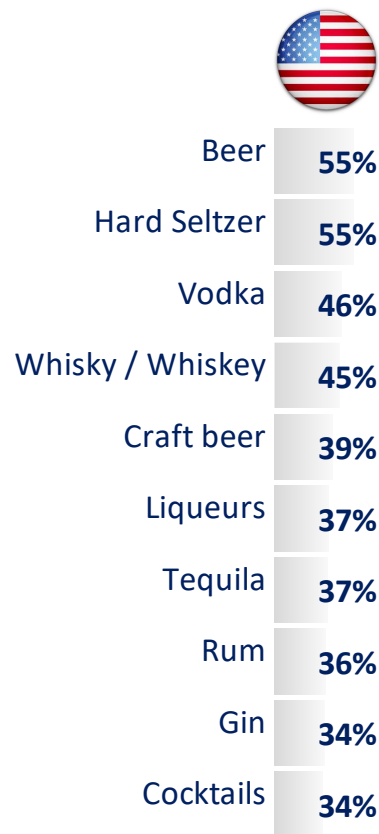 Beer 55%
Hard Seltzer 55%
Vodka 46%
Whisky / Whiskey 45%
Craft beer 39%
Liqueurs 37%
Tequila 37%
Rum 36%
Gin 34%
Cocktails 34%